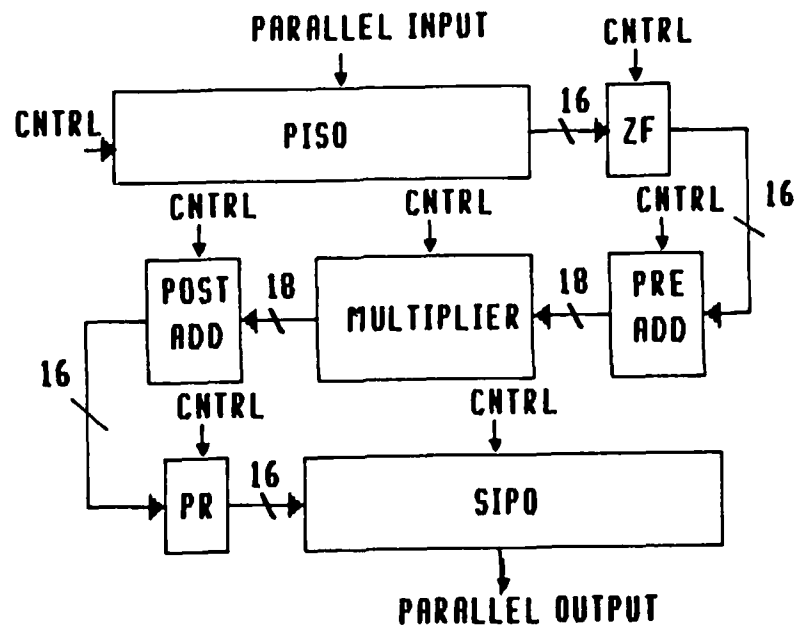 PARALLEL INPUT
CNTRL
CNTRL
PISO
16
ZF
16
CNTRL
CNTRL
CNTRL
POST
ADD
18
MULTIPLIER
18
PRE
ADD
16
CNTRL
CNTRL
PR
16
SIPO
PARALLEL OUTPUT